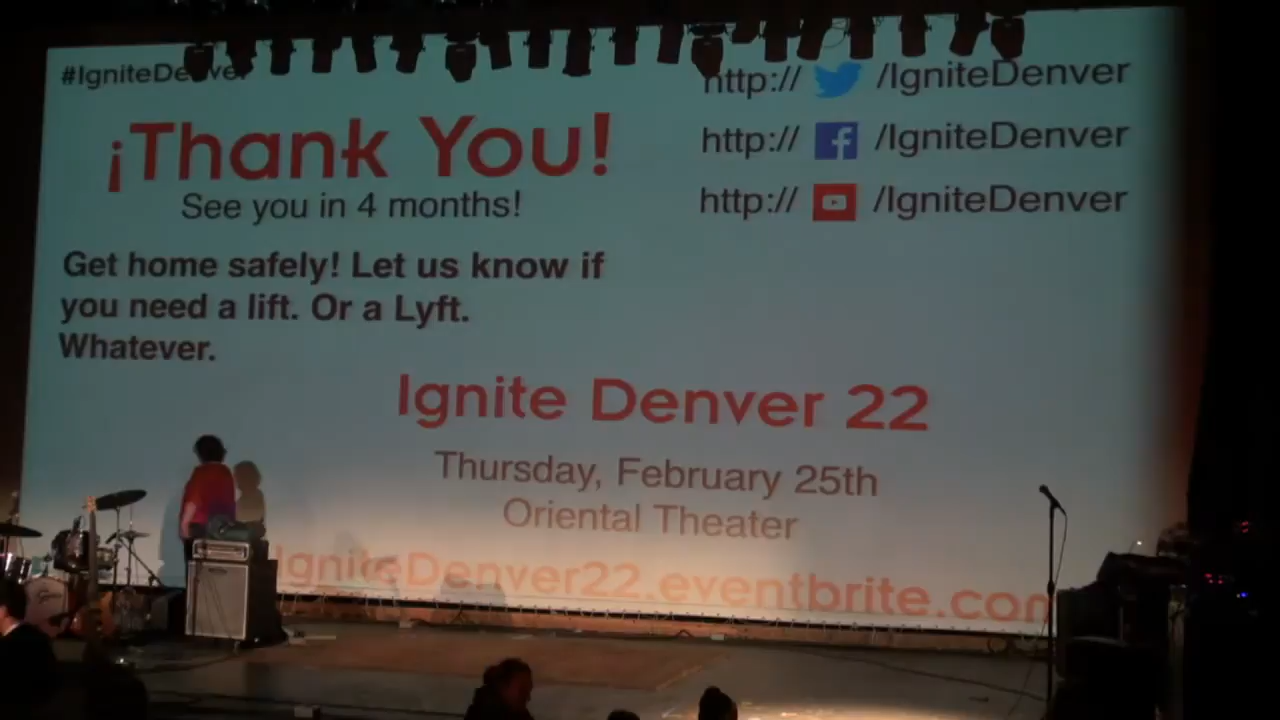 #IgniteDenver
¡Thank You!
See you in 4 months!
Get home safely! Let us know if
you need a lift. Or a Lyft.
Whatever.
http:// /IgniteDenver
http:// /IgniteDenver
http:// /IgniteDenver
Ignite Denver 22
Thursday, February 25th
Oriental Theater
IgniteDenver22.eventbrite.com